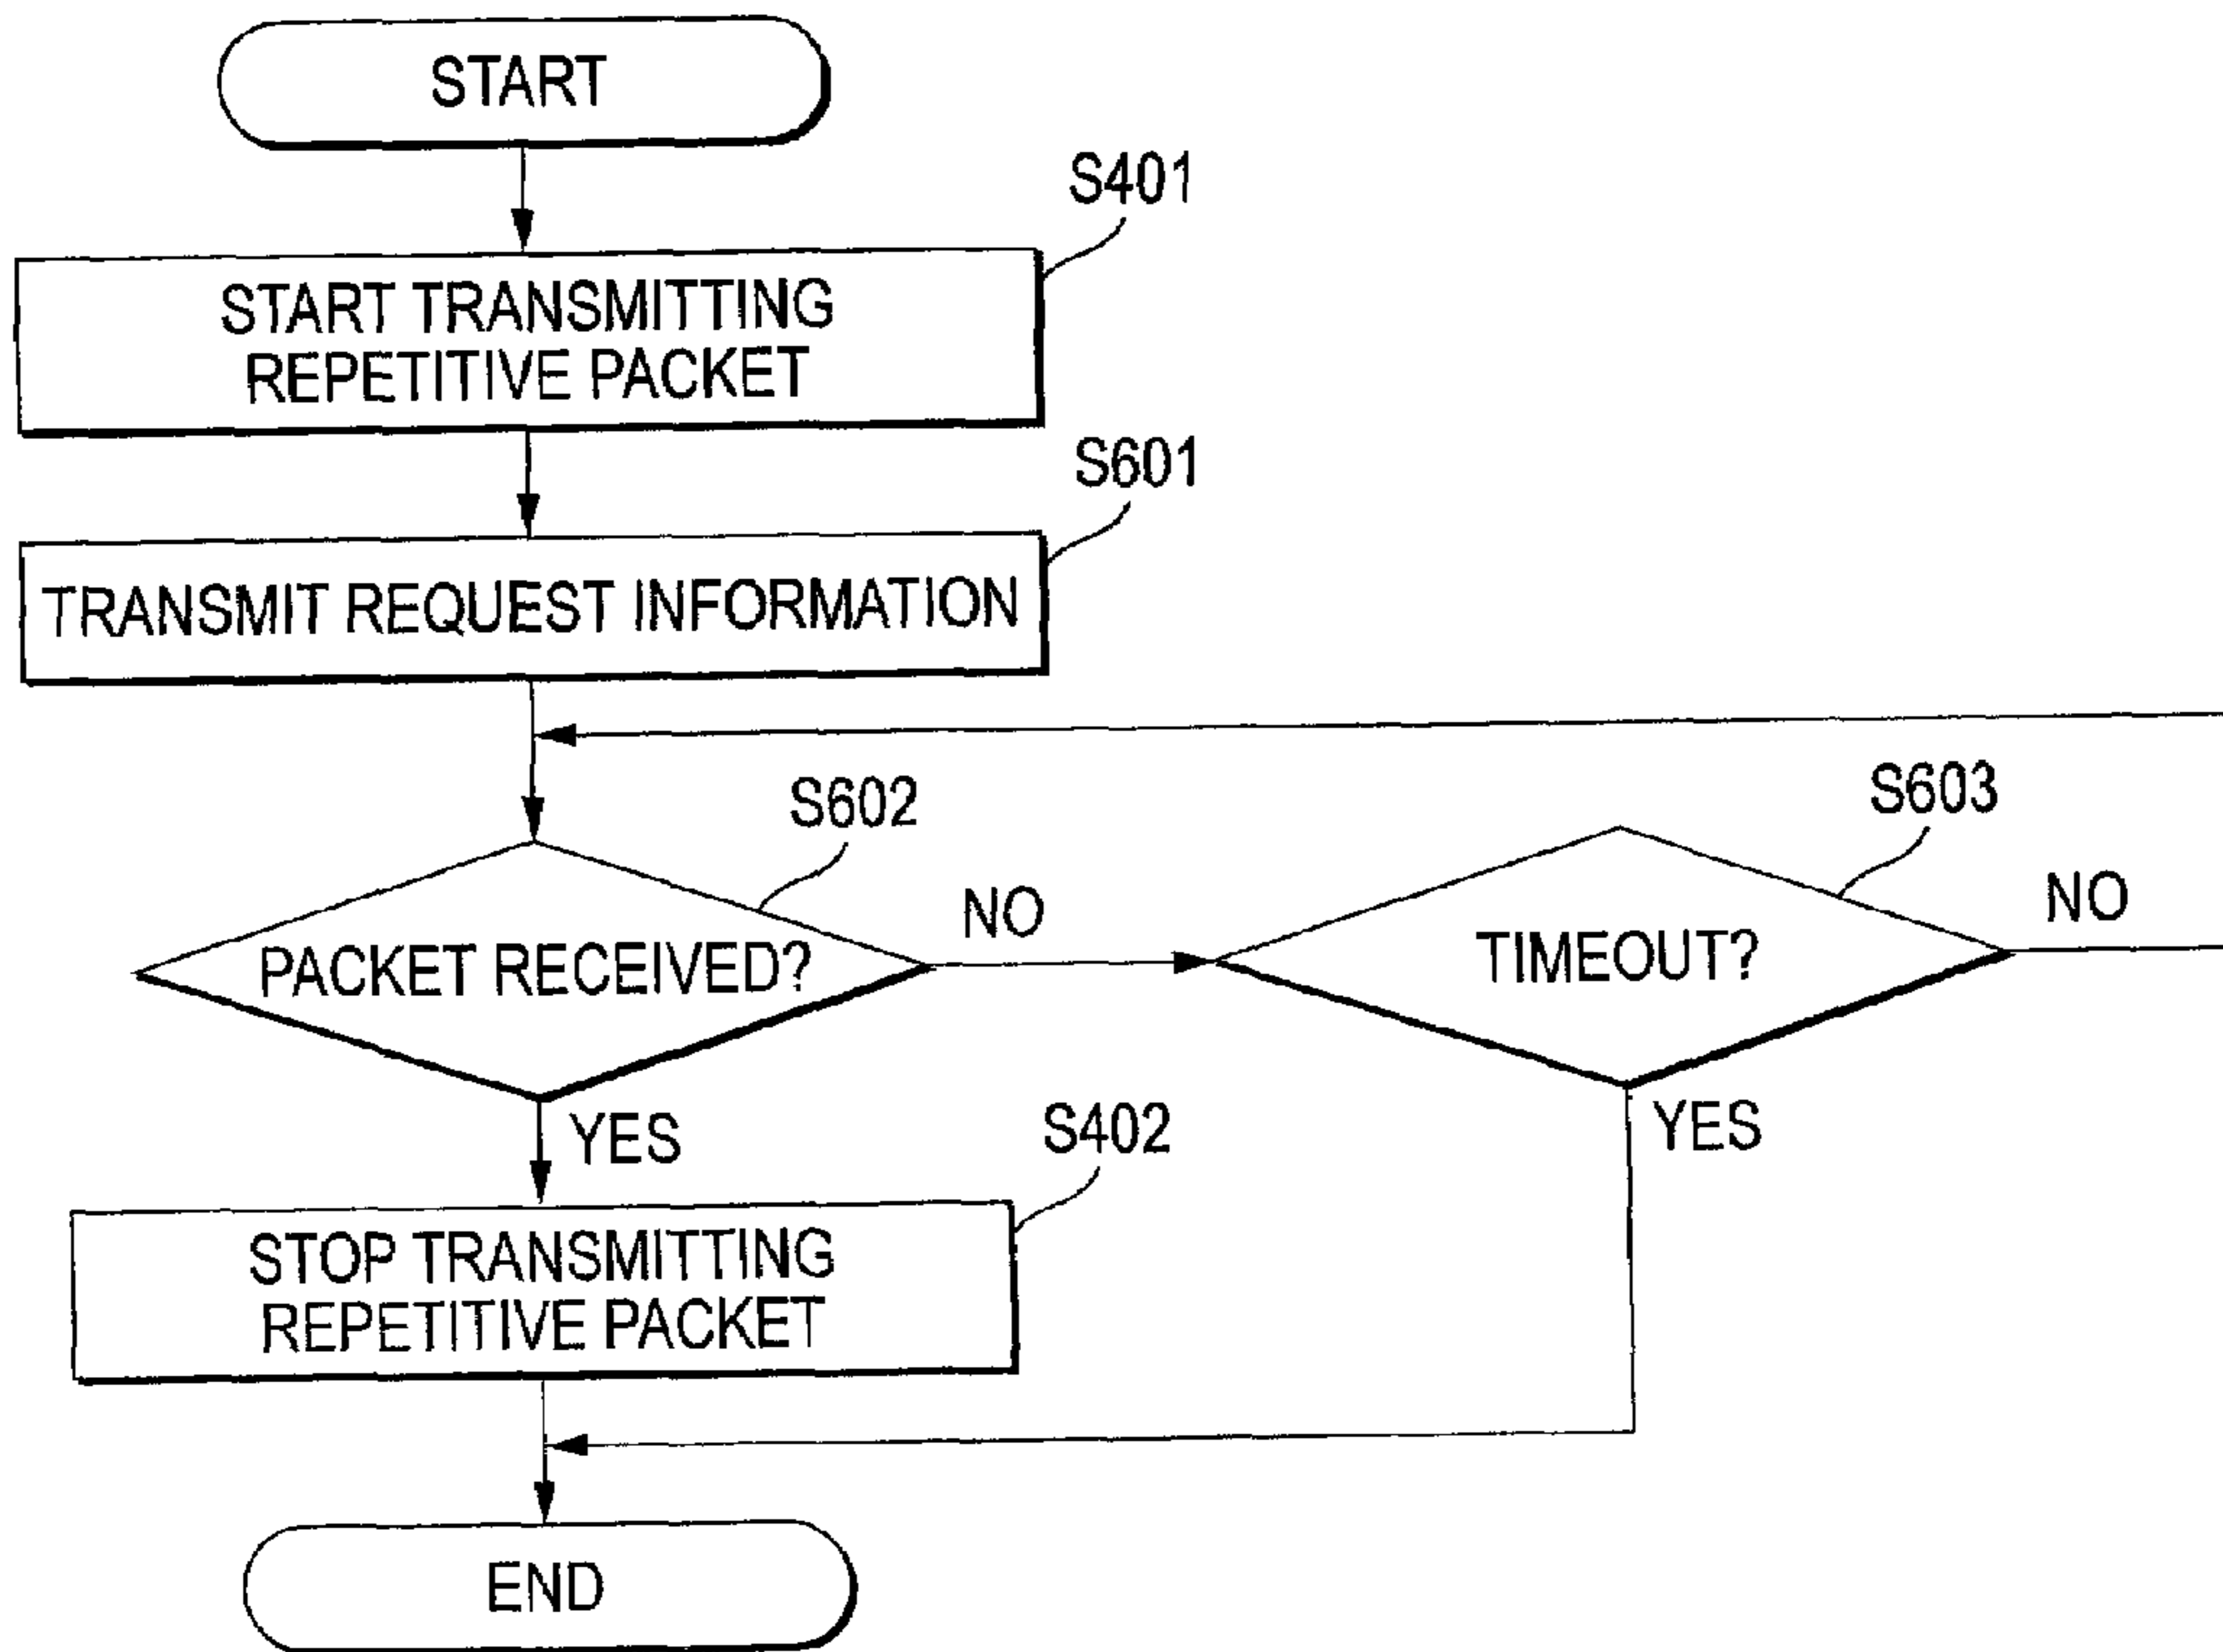 START
S401
START TRANSMITTING
REPETITIVE PACKET
S601
TRANSMIT REQUEST INFORMATION
S602
S603
NO
NO
PACKET RECEIVED?
TIMEOUT?
YES
YES
S402
STOP TRANSMITTING
REPETITIVE PACKET
END